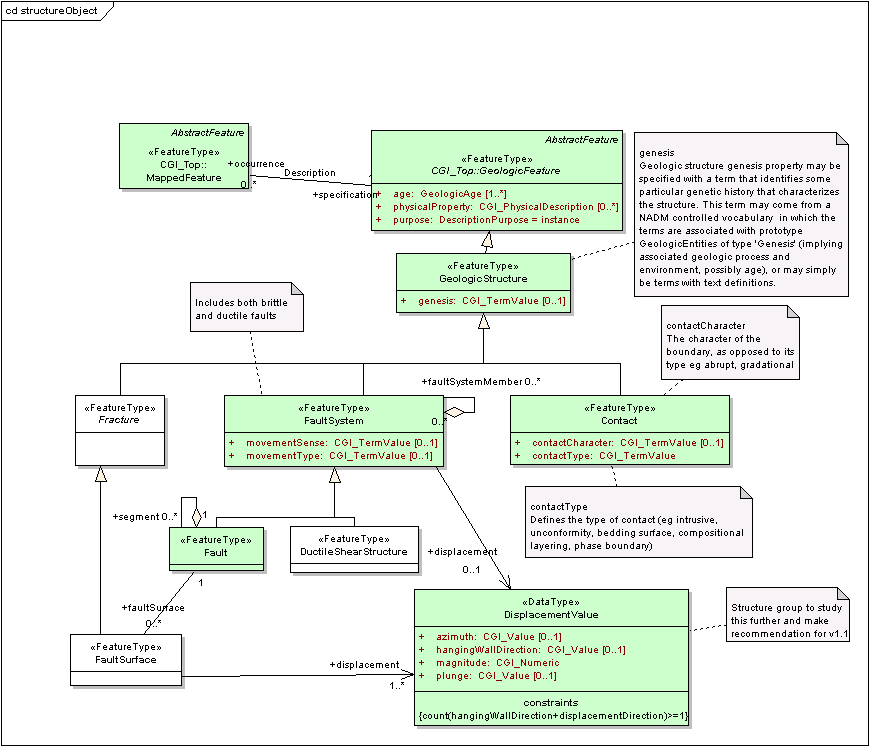 cd structureObject
AbstractFeature
«FeatureType»
CGI_Top::
MappedFeature
+occurrence
0..*
Description
+specification
AbstractFeature
«FeatureType»
CGI_Top::GeologicFeature
+ age: GeologicAge [1..*]
+ physicalProperty: CGI_PhysicalDescription [0..*]
+ purpose: DescriptionPurpose = instance
genesis
Geologic structure genesis property may be
specified with a term that identifies some
particular genetic history that characterizes
the structure. This term may come from a
NADM controlled vocabulary in which the
terms are associated with prototype
GeologicEntities of type 'Genesis' (implying
associated geologic process and
environment, possibly age), or may simply
be terms with text definitions.
«FeatureType»
GeologicStructure
+ genesis: CGI_TermValue [0..1]
Includes both brittle
and ductile faults
contactCharacter
The character of the
boundary, as opposed to its
type eg abrupt, gradational
+faultSystemMember 0..*
0..*
«FeatureType»
Fracture
«FeatureType»
FaultSystem
+ movementSense: CGI_TermValue [0..1]
+ movementType: CGI_TermValue [0..1]
«FeatureType»
Contact
+ contactCharacter: CGI_TermValue [0..1]
+ contactType: CGI_TermValue
contactType
Defines the type of contact (eg intrusive,
unconformity, bedding surface, compositional
layering, phase boundary)
+segment 0..*
1
«FeatureType»
Fault
«FeatureType»
DuctileShearStructure
+displacement
0..1
1
+faultSurface
0..*
«FeatureType»
FaultSurface
+displacement
1..*
«DataType»
DisplacementValue
+ azimuth: CGI_Value [0..1]
+ hangingWallDirection: CGI_Value [0..1]
+ magnitude: CGI_Numeric
+ plunge: CGI_Value [0..1]
constraints
{count(hangingWallDirection+displacementDirection)>=1}
Structure group to study
this further and make
recommendation for v1.1